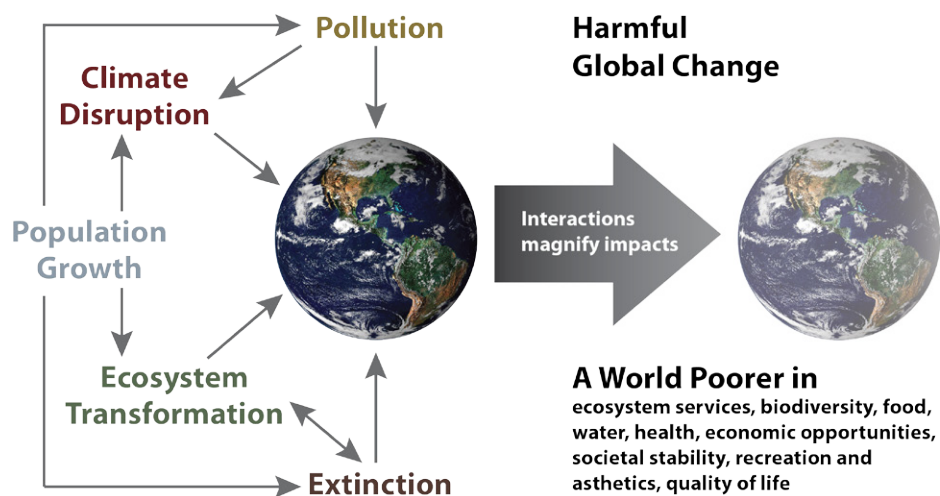 Pollution
Climate
Disruption
Population
Growth
Ecosystem
Transformation
Extinction
Harmful
Global Change
Interactions
magnify impacts
A World Poorer in
ecosystem services, biodiversity, food,
water, health, economic opportunities,
societal stability, recreation and
asthetics, quality of life